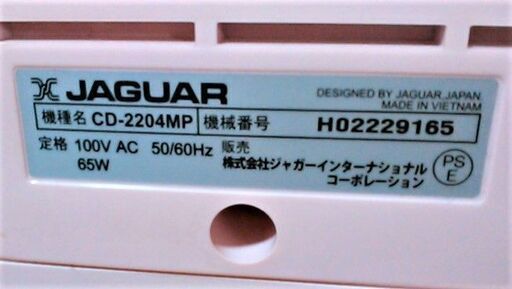 JAGUAR
DESIGNED BY JAGUAR,JAPAN.
MADE IN VIETNAM
機種名 CD-2204MP 機械番号 H02229165
定格 100V AC 50/60Hz 販売
65W 株式会社ジャガーインターナショナル
コーポレーション
PS
E